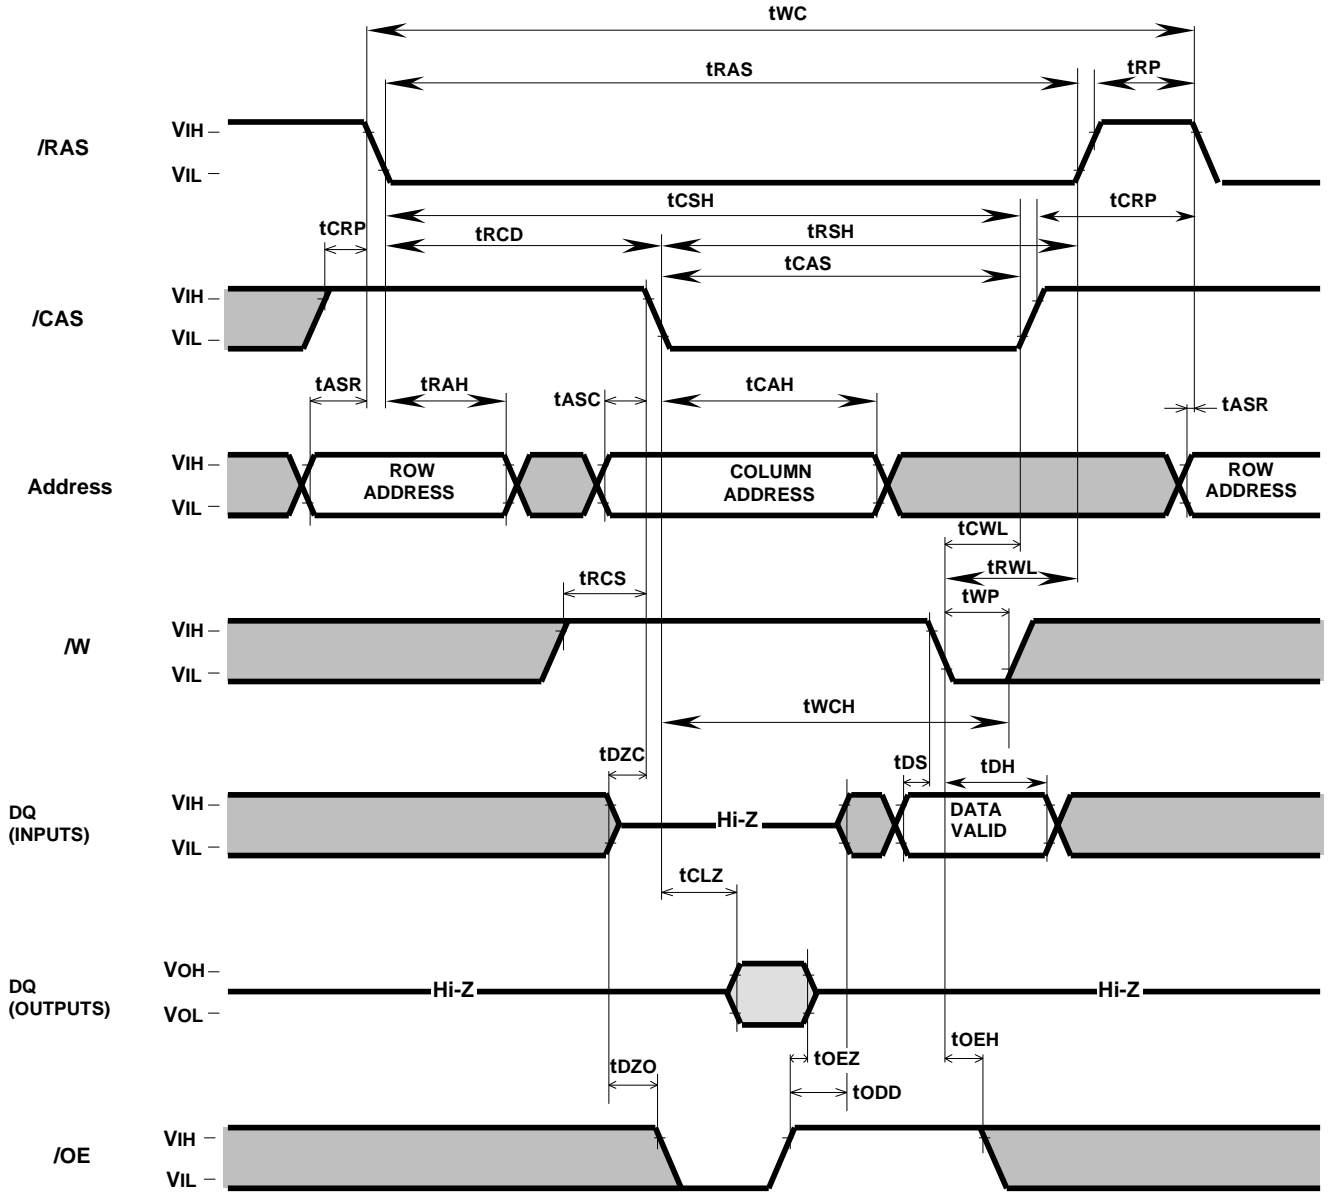 tWC
tRAS
tRP
/RAS
VIH
VIL
tCSH
tCRP
tCRP
tRCD
tRSH
tCAS
/CAS
VIH
VIL
tASR
tRAH
tASC
tCAH
tASR
Address
VIH
VIL
ROW
ADDRESS
COLUMN
ADDRESS
ROW
ADDRESS
tCWL
tRWL
tRCS
tWP
/W
VIH
VIL
tWCH
tDZC
tDS
tDH
DQ
(INPUTS)
VIH
VIL
Hi-Z
DATA
VALID
tCLZ
DQ
(OUTPUTS)
VOH
VOL
Hi-Z
Hi-Z
tOEH
tOEZ
tDZO
tODD
/OE
VIH
VIL